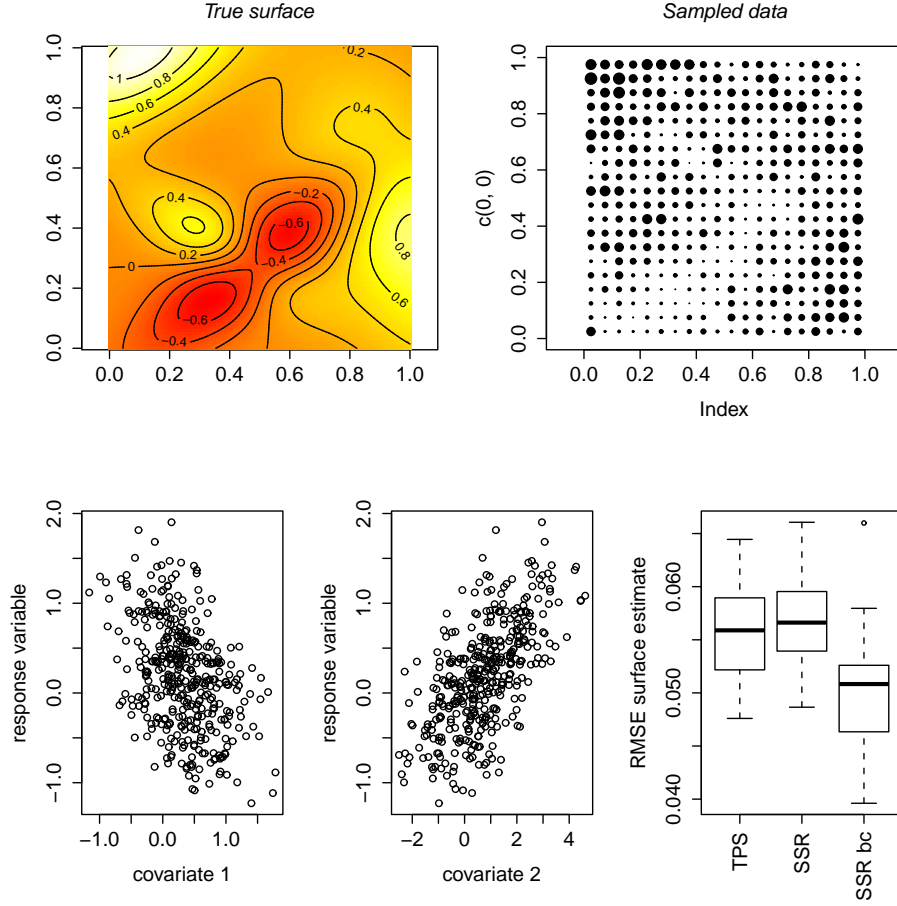 True surface
Sampled data
0.0 0.2 0.4 0.6 0.8 1.0
0.0 0.2 0.4 0.6 0.8 1.0
1
0.8
0.6
0.4
0.2
0.4
0.2
0
−0.2
−0.6
−0.4
−0.6
−0.4
0.4
0.8
0.6
c(0, 0)
0.0 0.2 0.4 0.6 0.8 1.0
0.0 0.2 0.4 0.6 0.8 1.0
Index
response variable
−1.0 0.0 1.0 2.0
−1.0 0.0 1.0
covariate 1
response variable
−1.0 0.0 1.0 2.0
−2 0 2 4
covariate 2
RMSE surface estimate
0.040 0.050 0.060
TPS
SSR
SSR bc